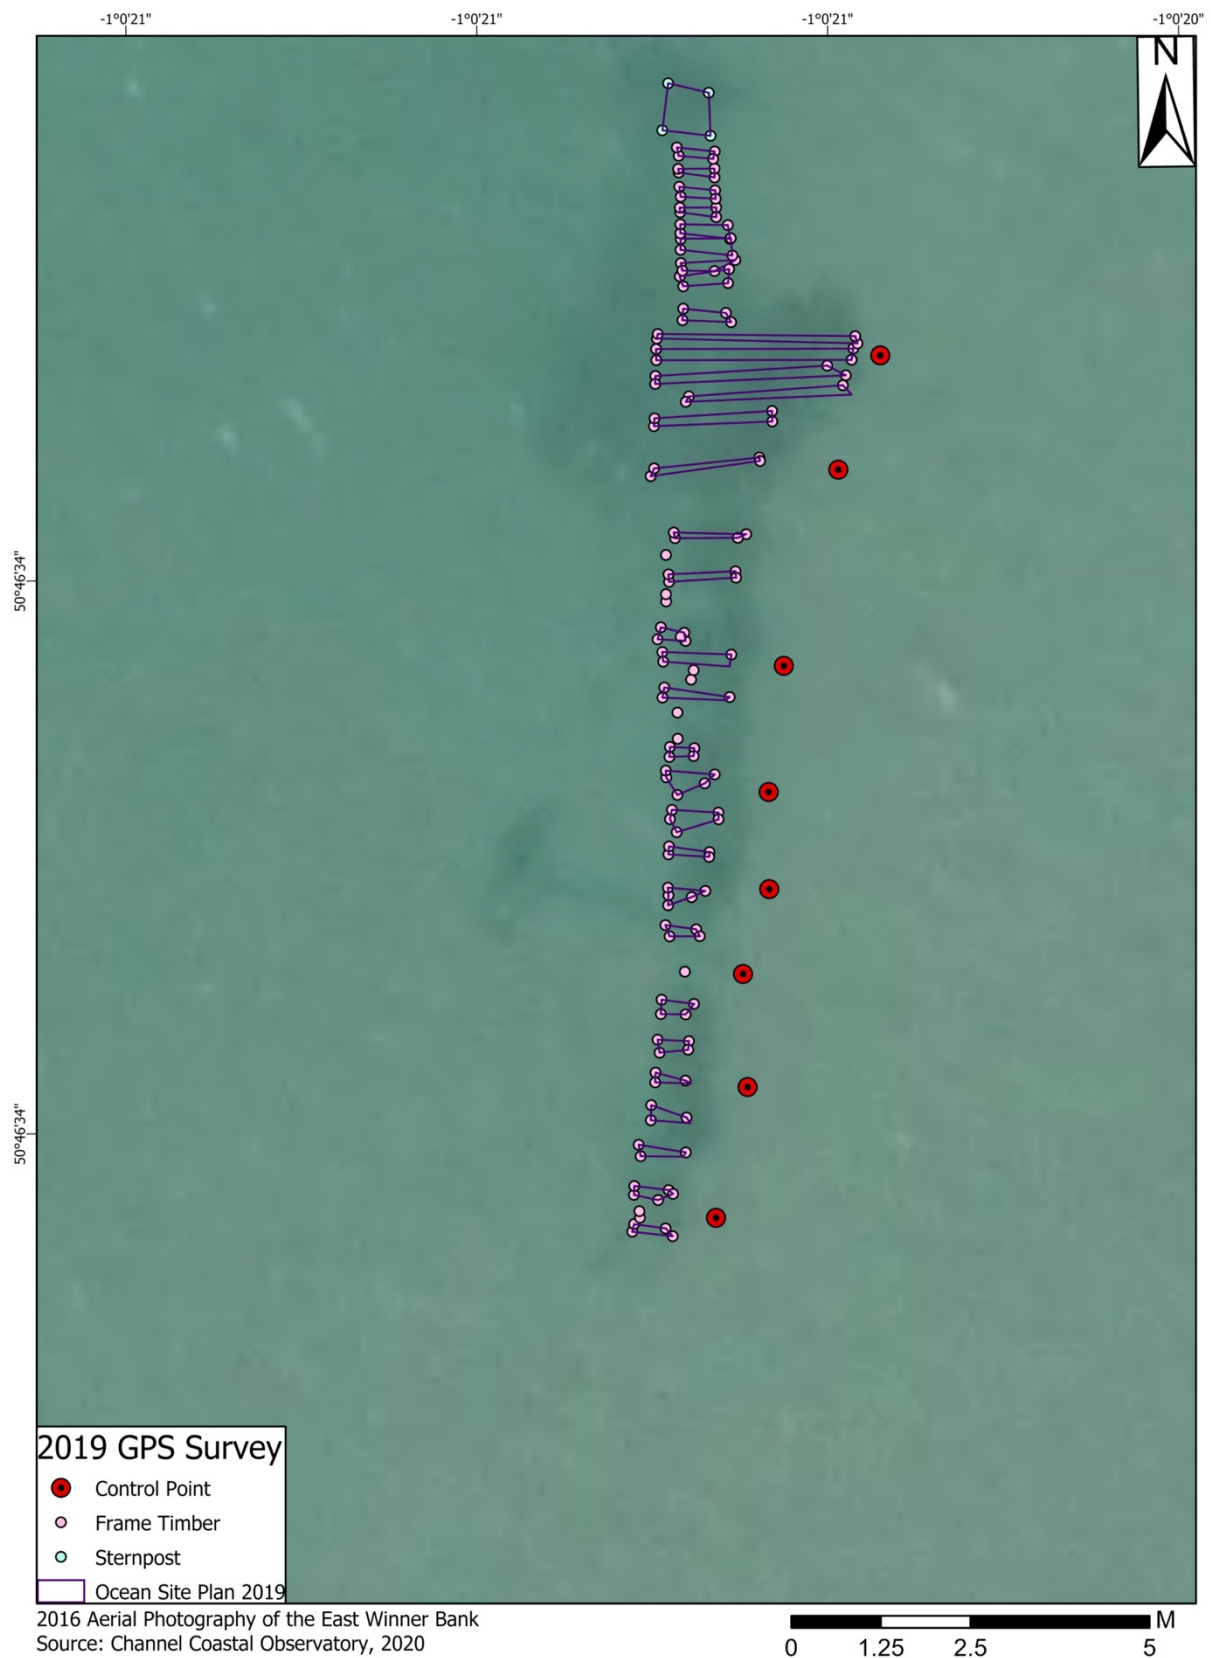 -1°0'21" -1°0'21" -1°0'21" -1°0'20"
N
50°46'34"
50°46'34"
2019 GPS Survey
Control Point
Frame Timber
Sternpost
Ocean Site Plan 2019
2016 Aerial Photography of the East Winner Bank
Source: Channel Coastal Observatory, 2020
M
0 1.25 2.5 5